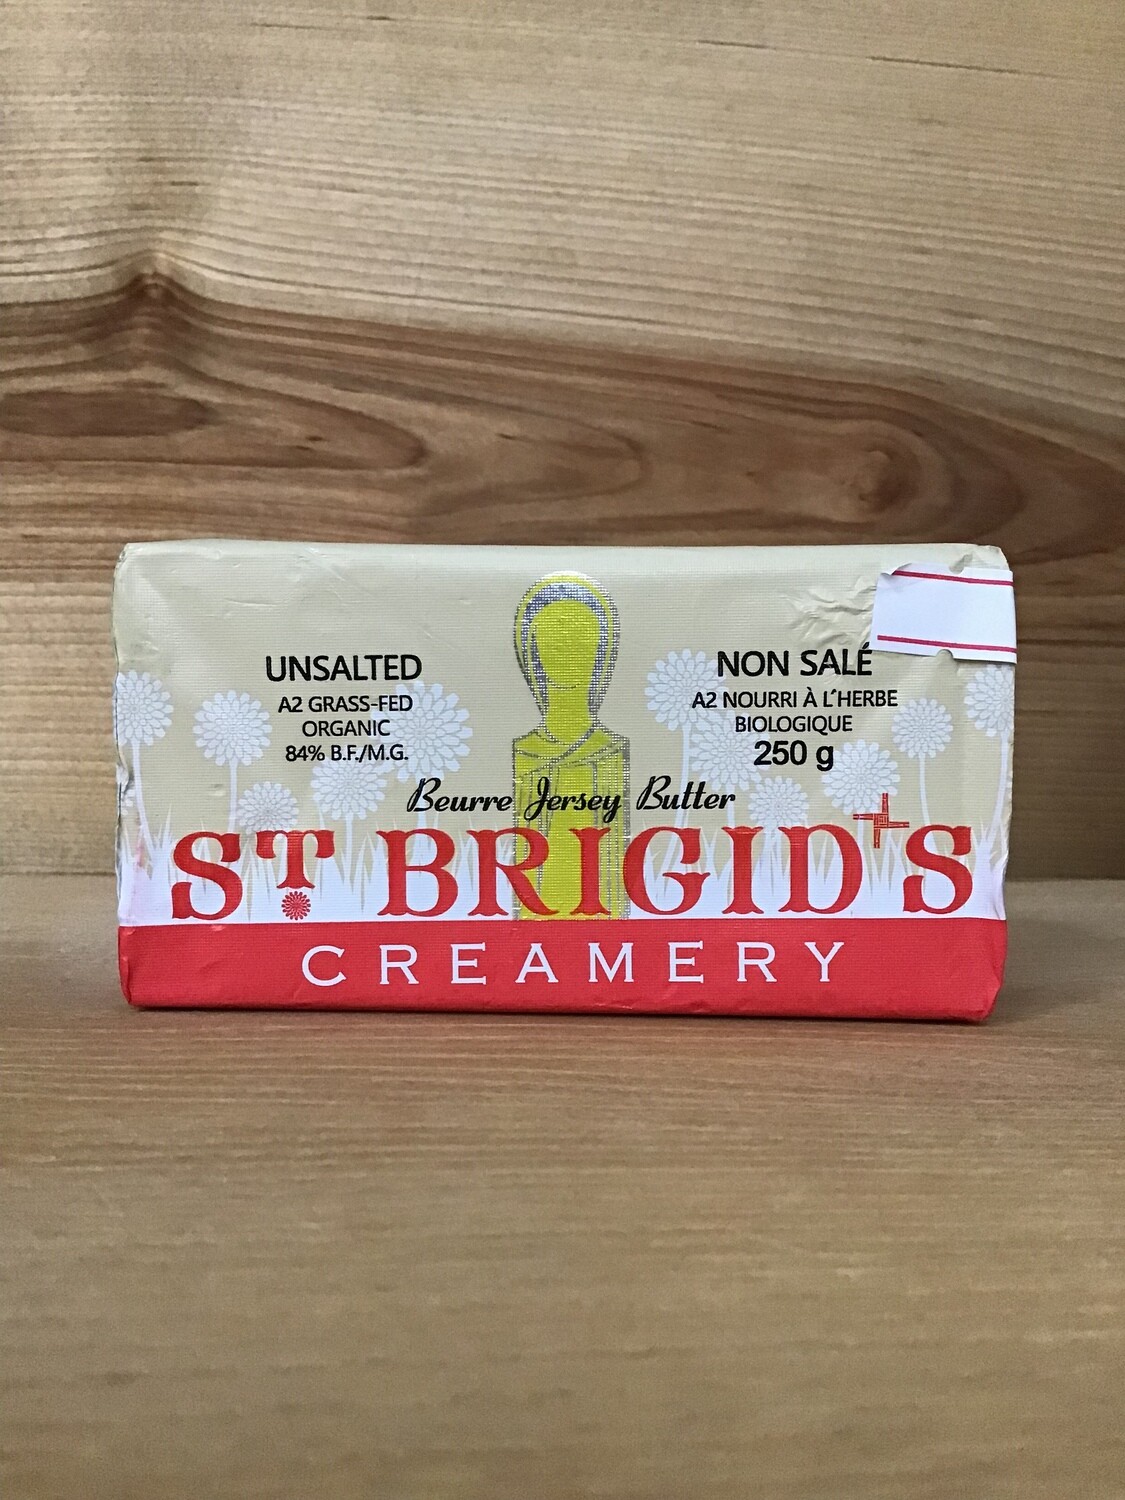 UNSALTED
A2 GRASS-FED
ORGANIC
84% B.F./M.G.
NON SALÉ
A2 NOURRI À L'HERBE
BIOLOGIQUE
250 g
Beurre Jersey Butter
ST BRIGID'S
CREAMERY